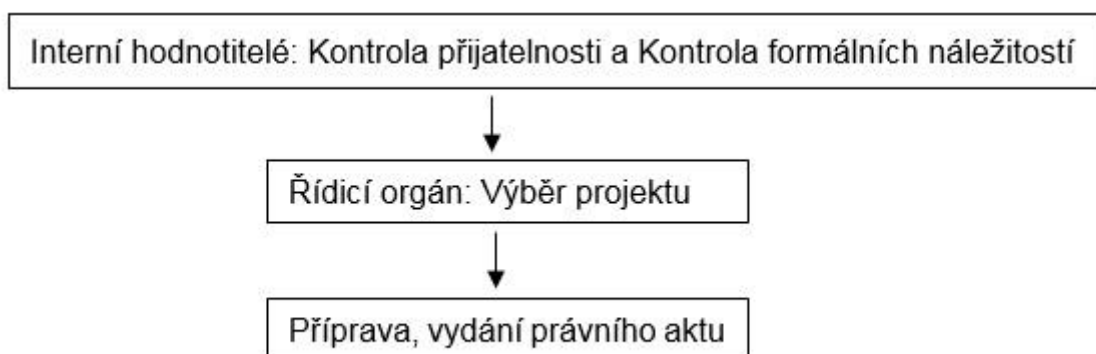 Interní hodnotitelé: Kontrola přijatelnosti a Kontrola formálních náležitostí
Řídicí orgán: Výběr projektu
Příprava, vydání právního aktu